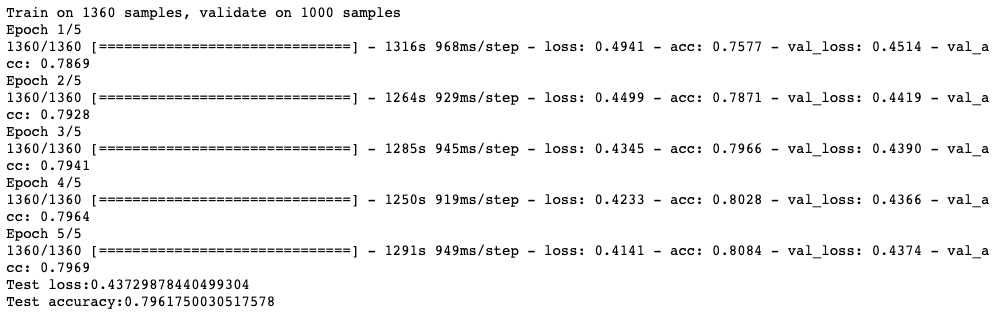 Train on 1360 samples, validate on 1000 samples
Epoch 1/5
1360/1360 [==============================] - 1316s 968ms/step - loss: 0.4941 - acc: 0.7577 - val_loss: 0.4514 - val_a
cc: 0.7869
Epoch 2/5
1360/1360 [==============================] - 1264s 929ms/step - loss: 0.4499 - acc: 0.7871 - val_loss: 0.4419 - val_a
cc: 0.7928
Epoch 3/5
1360/1360 [==============================] - 1285s 945ms/step - loss: 0.4345 - acc: 0.7966 - val_loss: 0.4390 - val_a
cc: 0.7941
Epoch 4/5
1360/1360 [==============================] - 1250s 919ms/step - loss: 0.4233 - acc: 0.8028 - val_loss: 0.4366 - val_a
cc: 0.7964
Epoch 5/5
1360/1360 [==============================] - 1291s 949ms/step - loss: 0.4141 - acc: 0.8084 - val_loss: 0.4374 - val_a
cc: 0.7969
Test loss:0.43729878440499304
Test accuracy:0.7961750030517578